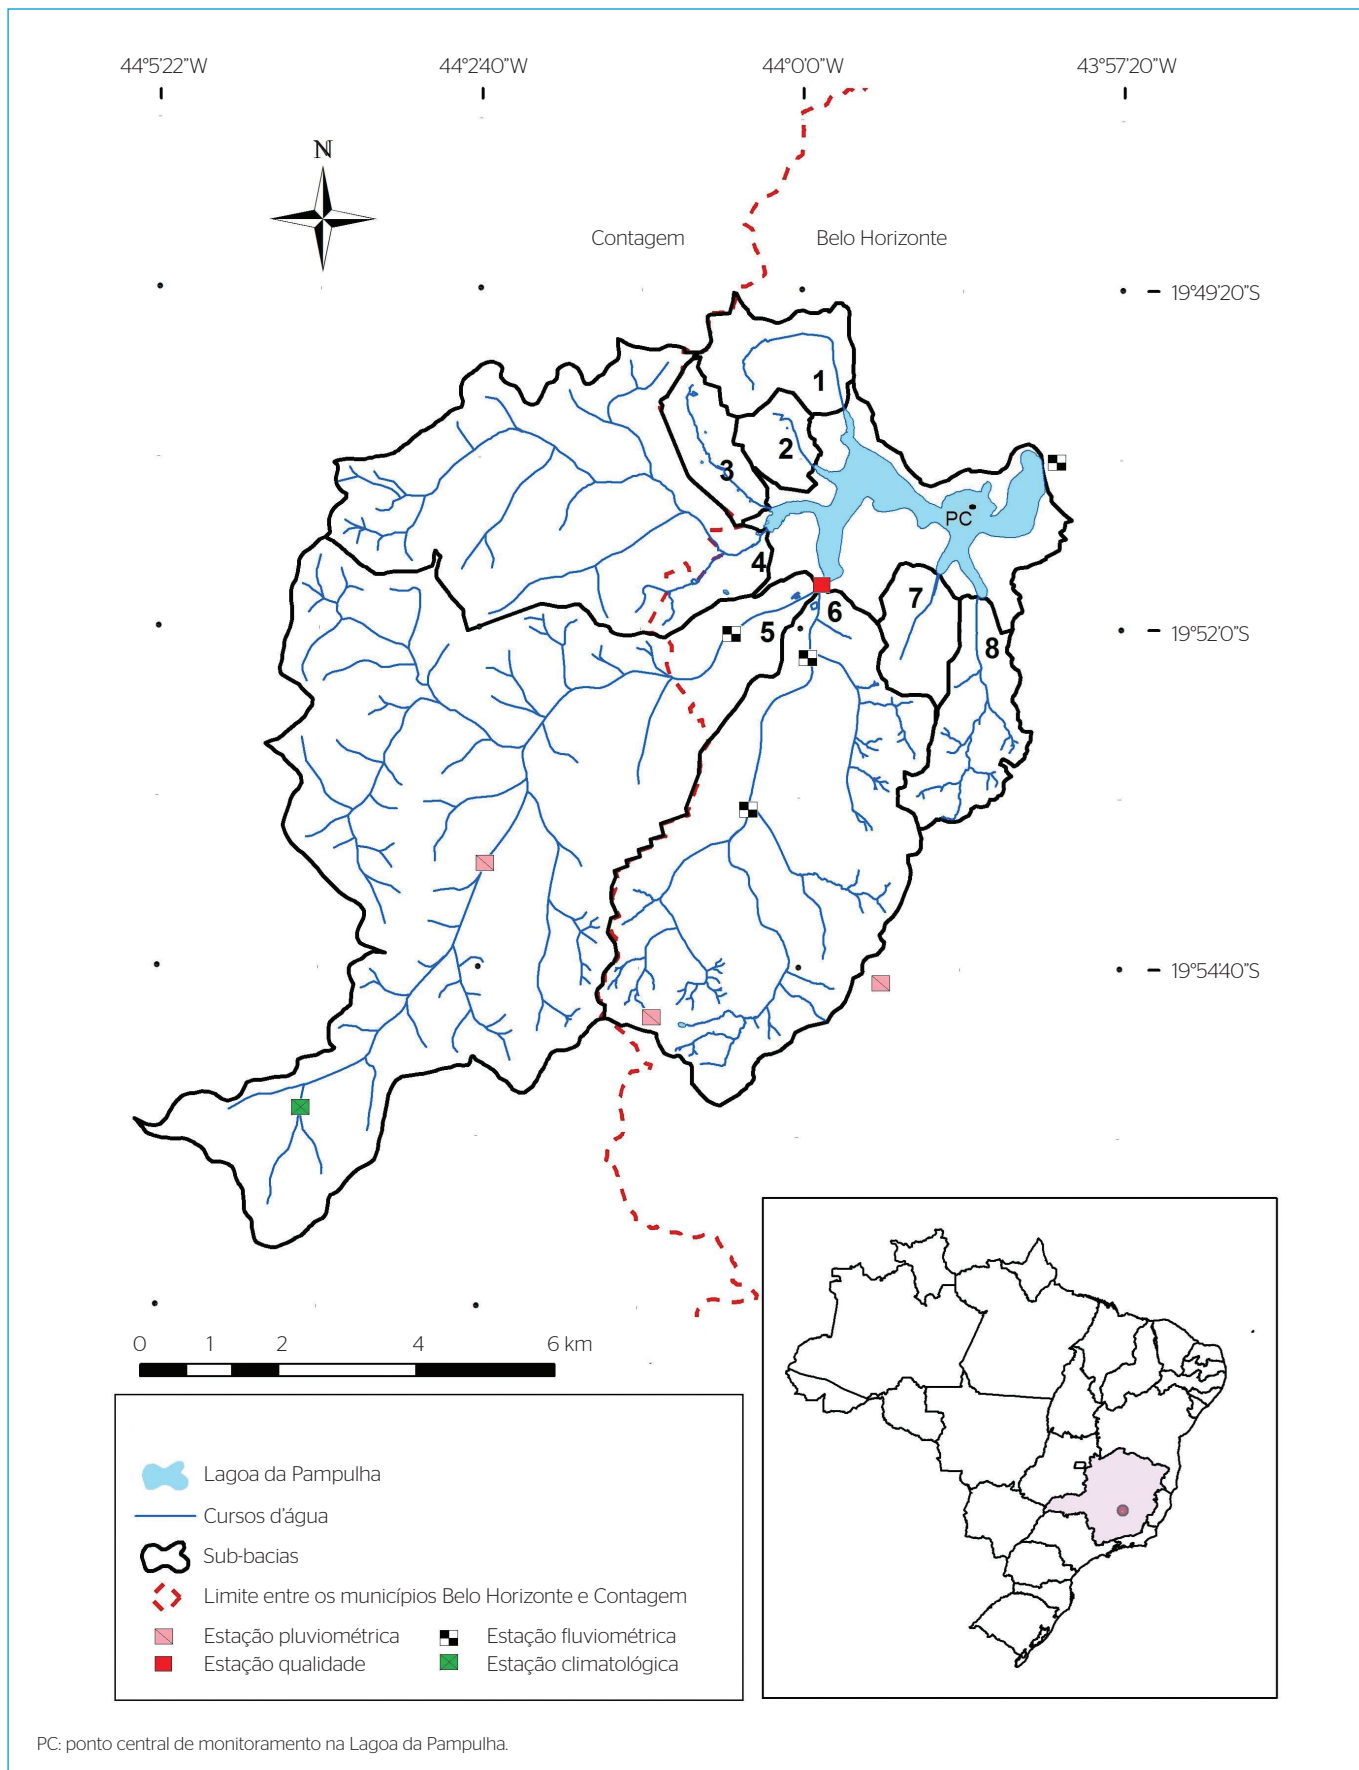 44°5'22"W 44°2'40"W 44°0'0"W 43°57'20"W
N
Contagem Belo Horizonte
19°49'20"S
1
2
3
PC
4
7
6
5
19°52'0"S
8
19°54'40"S
0 1 2 4 6 km
Lagoa da Pampulha
Cursos d'água
Sub-bacias
Limite entre os municípios Belo Horizonte e Contagem
Estação pluviométrica Estação fluviométrica
Estação qualidade Estação climatológica
PC: ponto central de monitoramento na Lagoa da Pampulha.